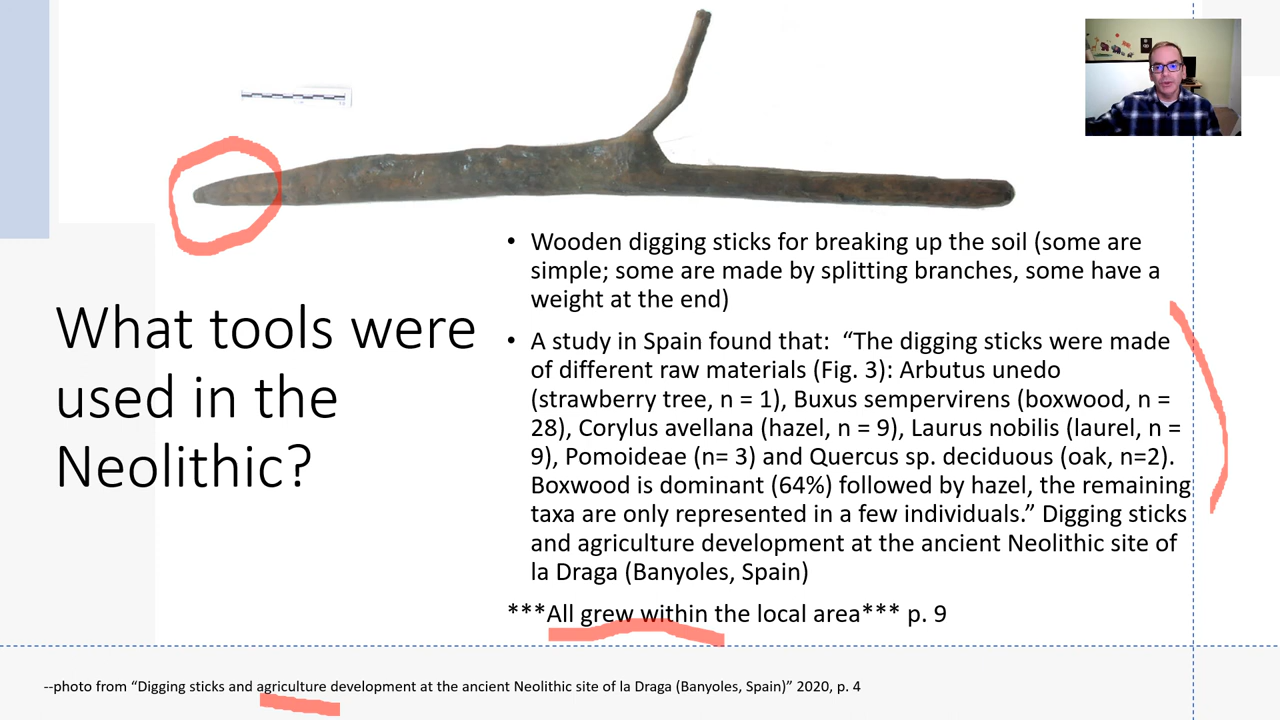 What tools were
used in the
Neolithic?
• Wooden digging sticks for breaking up the soil (some are
simple; some are made by splitting branches, some have a
weight at the end)
• A study in Spain found that:  “The digging sticks were made
of different raw materials (Fig. 3): Arbutus unedo
(strawberry tree, n = 1), Buxus sempervirens (boxwood, n =
28), Corylus avellana (hazel, n = 9), Laurus nobilis (laurel, n =
9), Pomoideae (n= 3) and Quercus sp. deciduous (oak, n=2).
Boxwood is dominant (64%) followed by hazel, the remaining
taxa are only represented in a few individuals.” Digging sticks
and agriculture development at the ancient Neolithic site of
la Draga (Banyoles, Spain)
***All grew within the local area*** p. 9
--photo from “Digging sticks and agriculture development at the ancient Neolithic site of la Draga (Banyoles, Spain)” 2020, p. 4